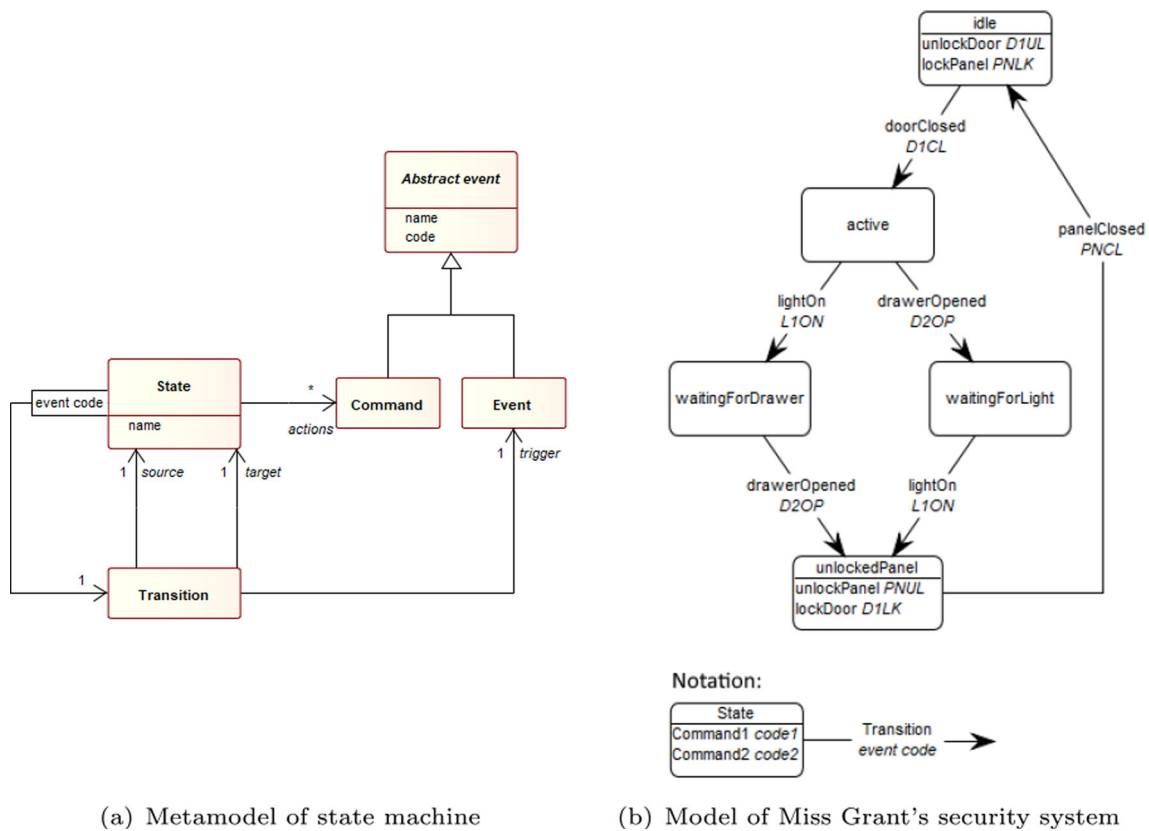 Abstract event
name
code
State
event code
name
*
actions
Command
Event
1
source
1
target
1
trigger
1
Transition
(a) Metamodel of state machine
idle
unlockDoor D1UL
lockPanel PNLK
doorClosed
D1CL
active
panelClosed
PNCL
lightOn
L1ON
drawerOpened
D2OP
waitingForDrawer
waitingForLight
drawerOpened
D2OP
lightOn
L1ON
unlockedPanel
unlockPanel PNUL
lockDoor D1LK
Notation:
State
Command1 code1
Command2 code2
Transition
event code
(b) Model of Miss Grant's security system